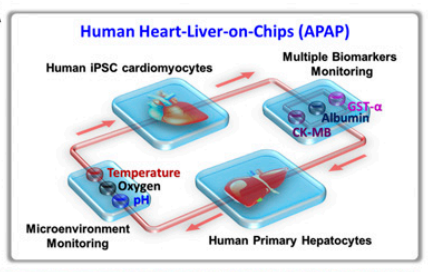 Human Heart-Liver-on-Chips (APAP)
Human iPSC cardiomyocytes
Multiple Biomarkers
Monitoring
GST-α
Albumin
CK-MB
Temperature
Oxygen
pH
Microenvironment
Monitoring
Human Primary Hepatocytes